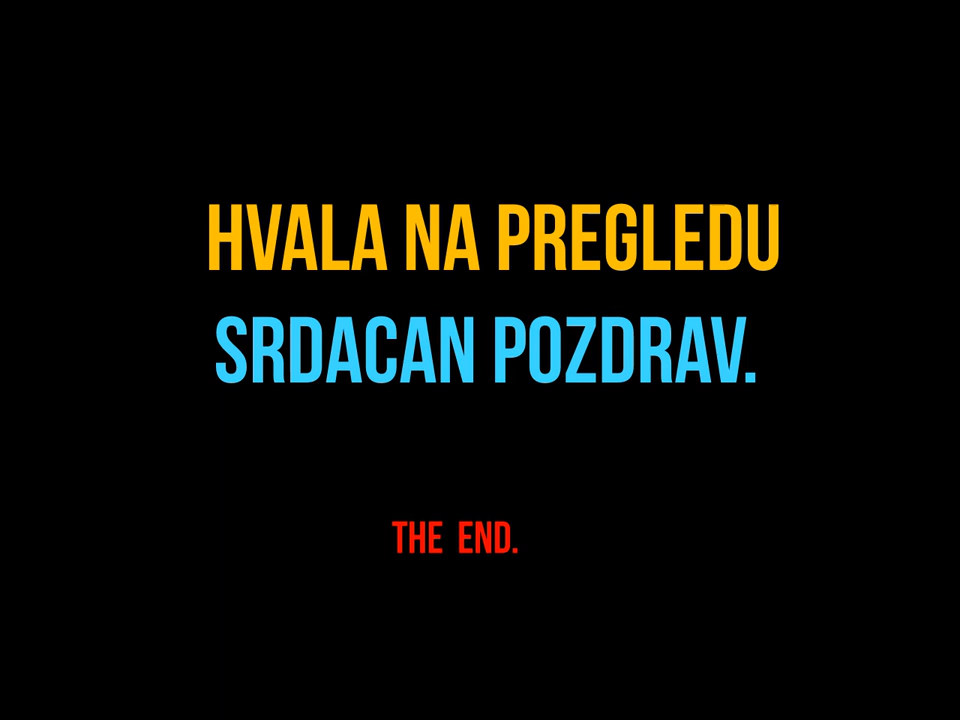 HVALA NA PREGLEDU
SRDACAN POZDRAV.
THE END.